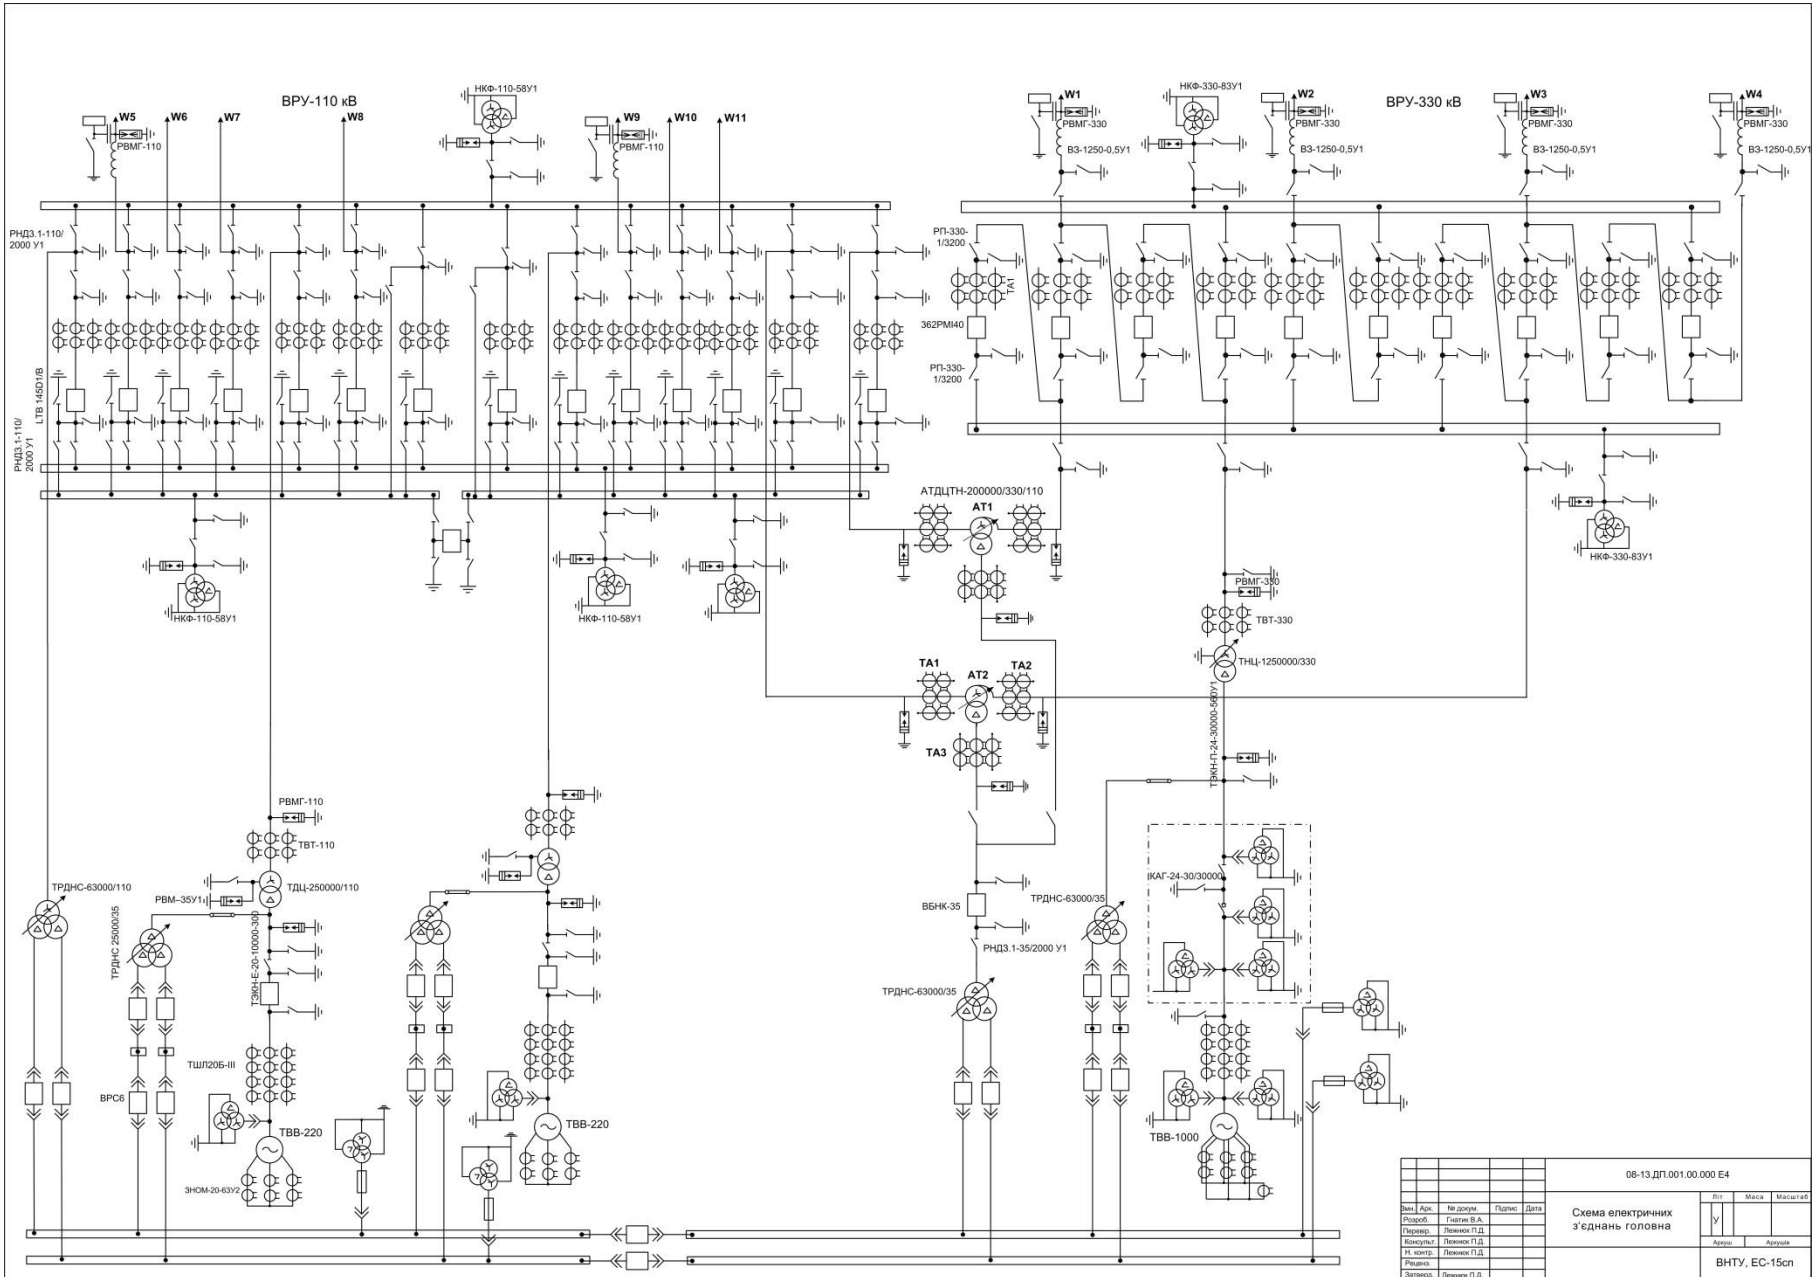 ВРУ-110 кВ
НКФ-110-58У1
W5
W6
W7
W8
W9
W10
W11
РВМГ-110
РВМГ-110
ВРУ-330 кВ
НКФ-330-83У1
W1
W2
W3
W4
РВМГ-330
РВМГ-330
РВМГ-330
РВМГ-330
ВЗ-1250-0,5У1
ВЗ-1250-0,5У1
ВЗ-1250-0,5У1
ВЗ-1250-0,5У1
РНДЗ.1-110/
2000 У1
РП-330-
1/3200
ТА1
362РМІ40
РП-330-
1/3200
LTB 145D1/B
РНДЗ.1-110/
2000 У1
АТДЦТН-200000/330/110
АТ1
НКФ-330-83У1
НКФ-110-58У1
НКФ-110-58У1
РВМГ-330
ТВТ-330
ТНЦ-1250000/330
ТА1
АТ2
ТА2
ТА3
ТЭКН-П-24-30000-560У1
РВМГ-110
ТВТ-110
ТДЦ-250000/110
РВМ–35У1
ТРДНС-63000/110
ТРДНС 25000/35
ТЭКН-Е-20-10000-300
КАГ-24-30/30000
ВБНК-35
ТРДНС-63000/35
РНДЗ.1-35/2000 У1
ТРДНС-63000/35
ТШЛ20Б-III
ВРС6
ТВВ-220
ТВВ-220
ТВВ-1000
ЗНОМ-20-63У2
08-13.ДП.001.00.000 Е4
Схема електричних
з'єднань головна
Літ
Маса
Масштаб
У
Аркуш
Аркушів
ВНТУ, ЕС-15сп
Змн. Арк. № докум. Підпис Дата
Розроб. Гнатик В.А.
Перевір. Лежнюк П.Д.
Консульт. Лежнюк П.Д.
Н. контр. Лежнюк П.Д.
Реценз.
Затверд. Лежнюк П.Д.